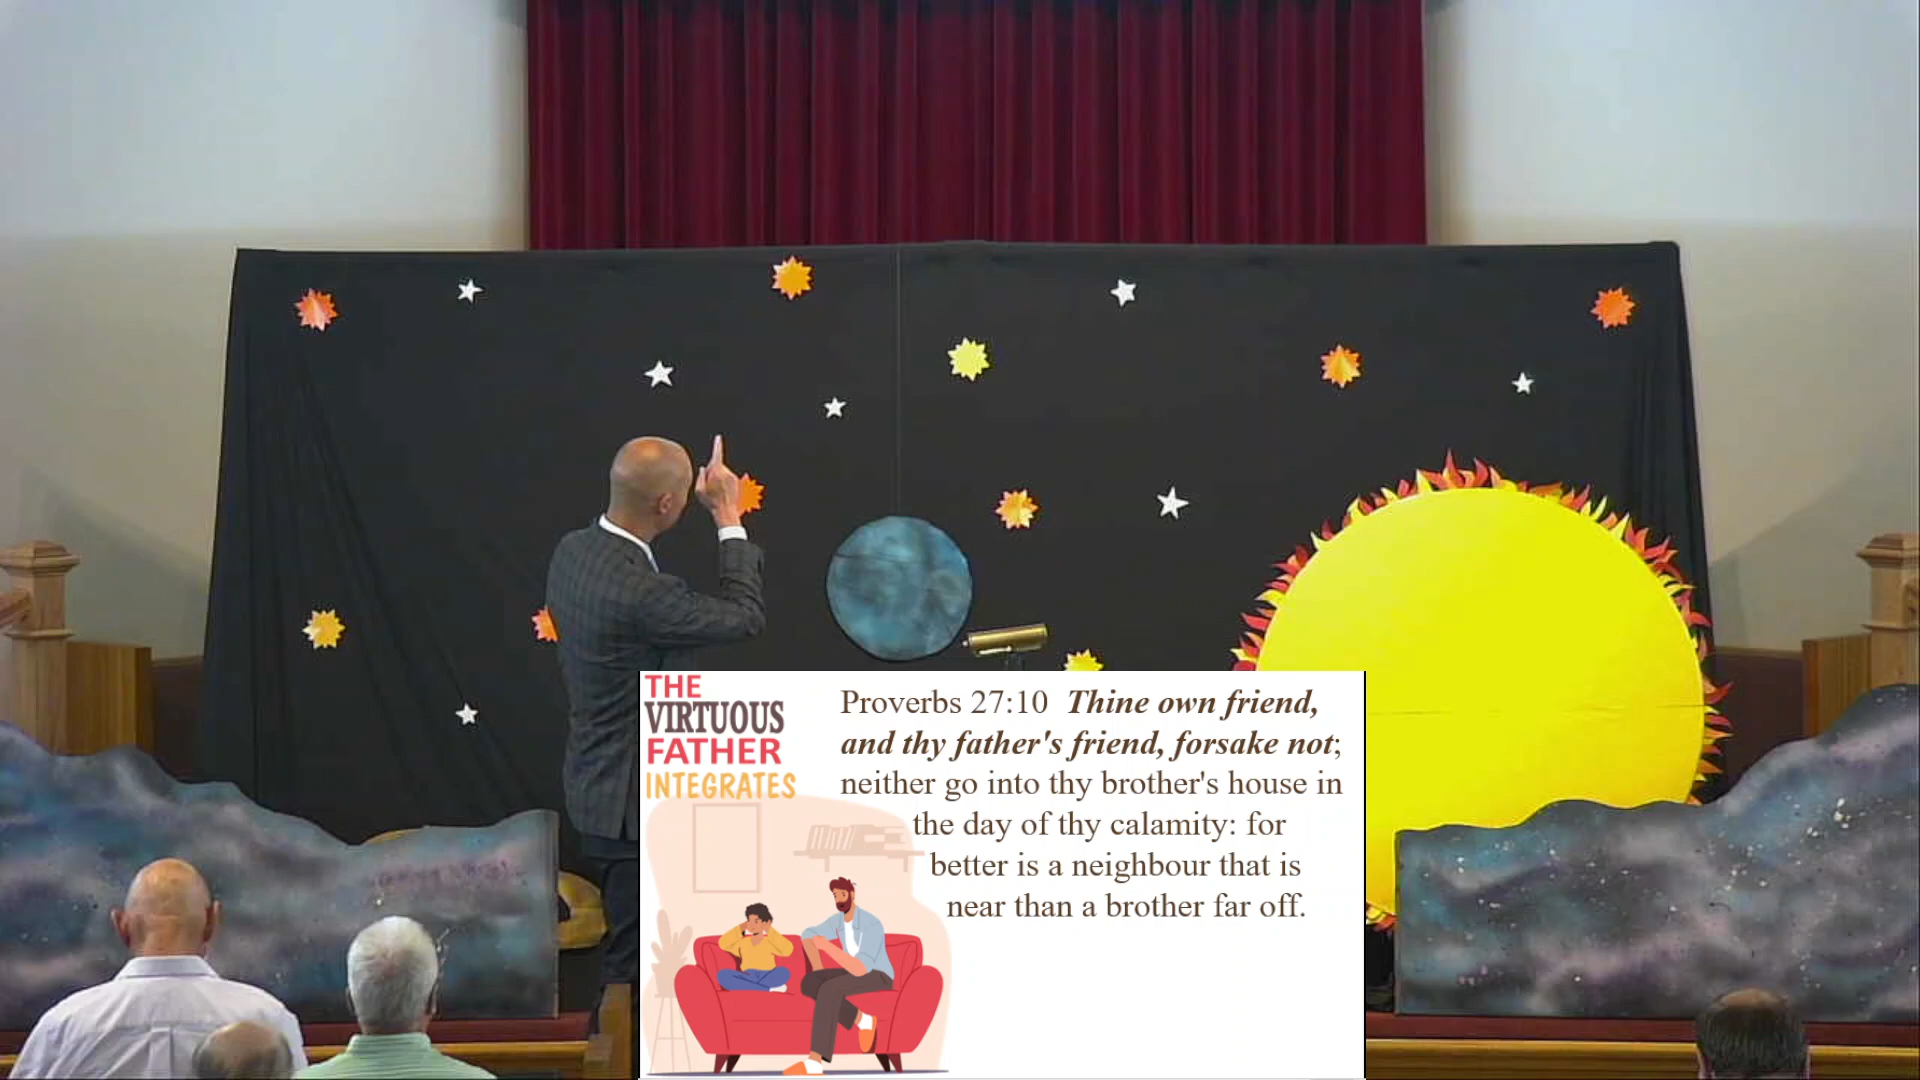 THE
VIRTUOUS
FATHER
INTEGRATES
Proverbs 27:10 Thine own friend,
and thy father's friend, forsake not;
neither go into thy brother's house in
the day of thy calamity: for
better is a neighbour that is
near than a brother far off.